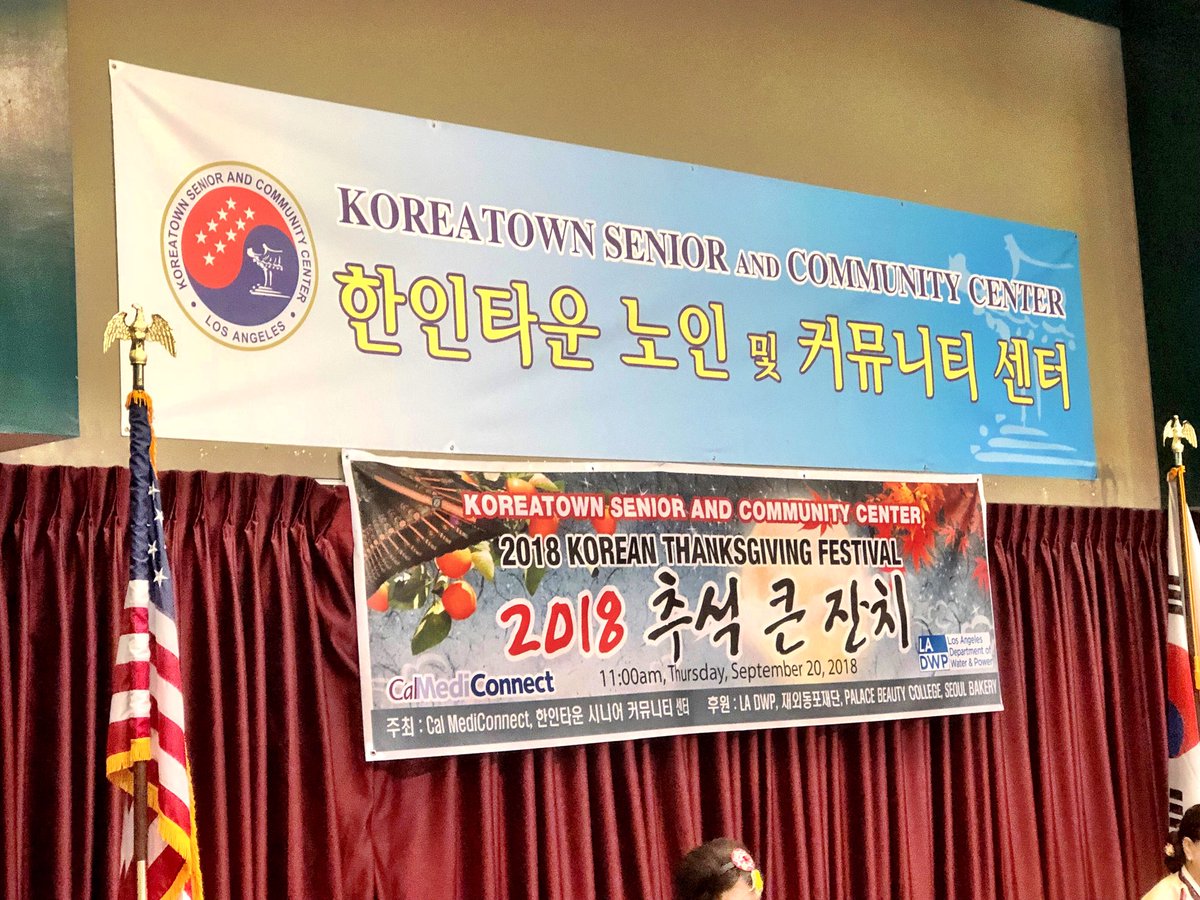 KOREATOWN SENIOR AND COMMUNITY CENTER
• LOS ANGELES •
KOREATOWN SENIOR AND COMMUNITY CENTER
한인타운 노인 및 커뮤니티 센터
KOREATOWN SENIOR AND COMMUNITY CENTER
2018 KOREAN THANKSGIVING FESTIVAL
2018 추석 큰 잔치
11:00am, Thursday, September 20, 2018
CalMediConnect
LA DWP
Los Angeles
Department of
Water & Power
주최 : Cal MediConnect, 한인타운 시니어 커뮤니티 센터 후원 : LA DWP, 재외동포재단, PALACE BEAUTY COLLEGE, SEOUL BAKERY